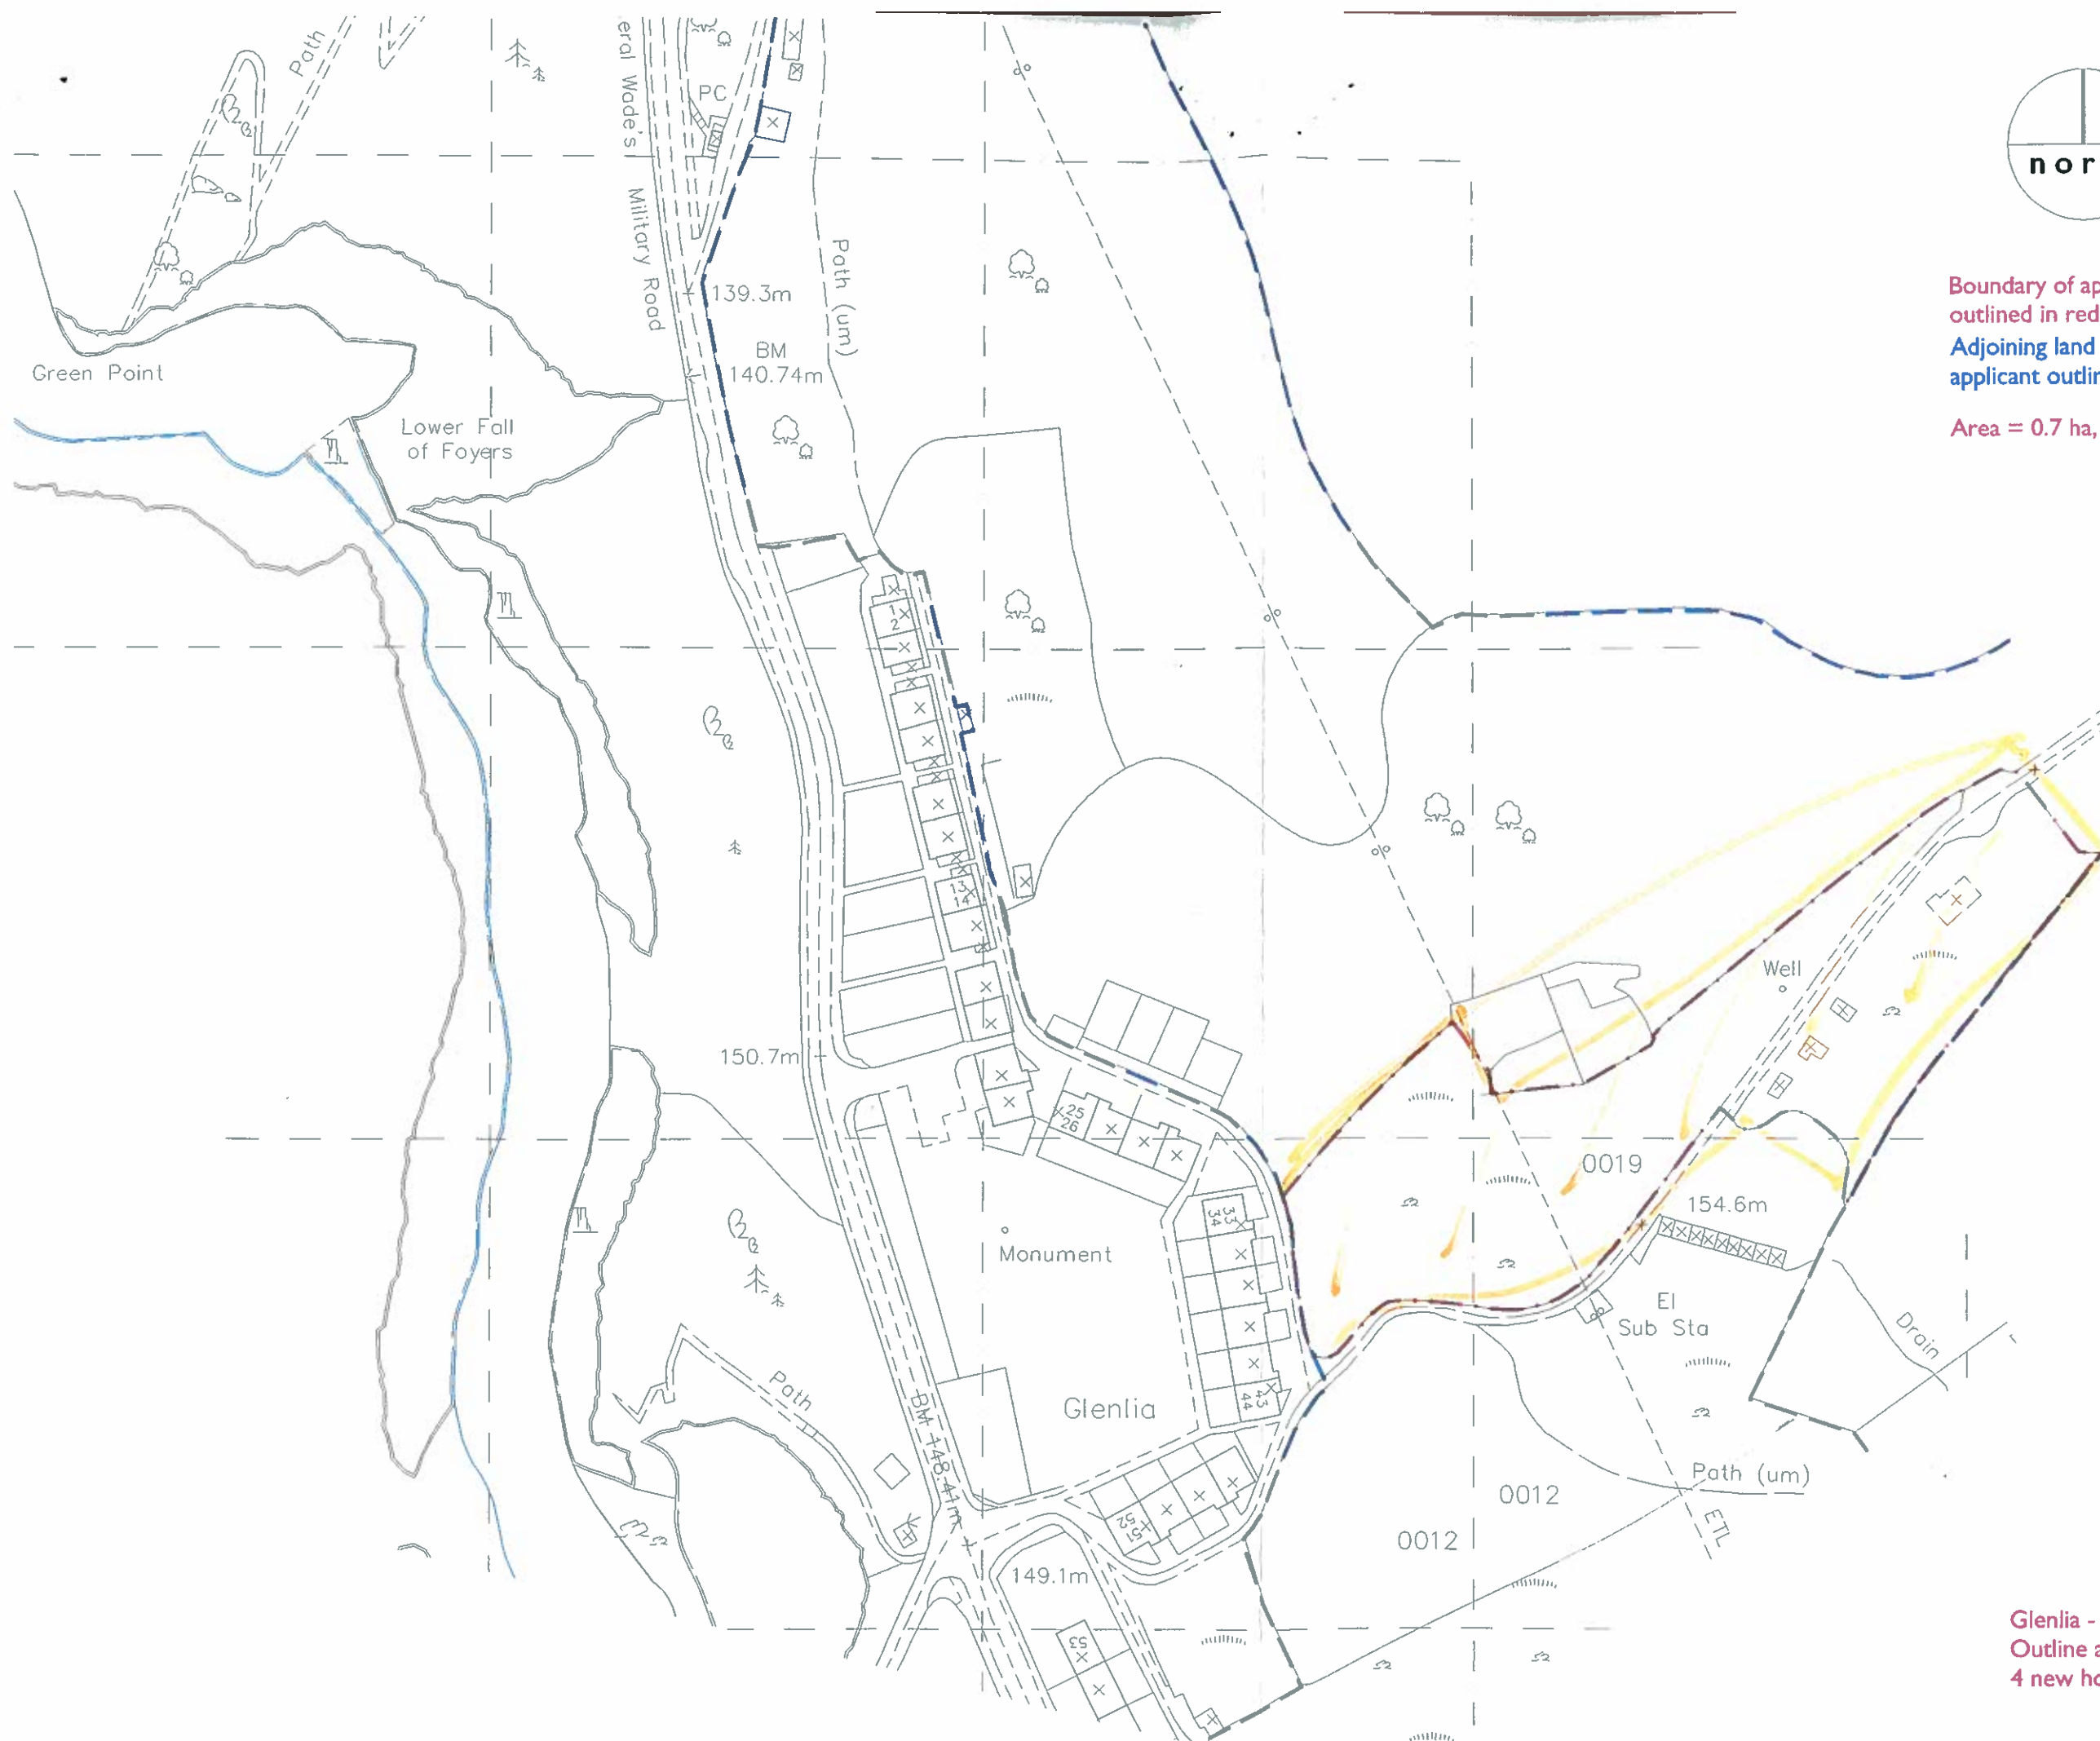 Path
eral Wade's Military Road
PC
nor
Path (um)
139.3m
BM
140.74m
Boundary of ap
outlined in red
Adjoining land
applicant outlin
Area = 0.7 ha,
Green Point
Lower Fall
of Foyers
1
2
13
14
Well
150.7m
25
26
0019
33
34
154.6m
Monument
El
Sub Sta
Drain
Path
BM 148.41m
Glenlia
43
44
Path (um)
0012
51
52
0012
ETL
149.1m
53
Glenlia -
Outline a
4 new ho